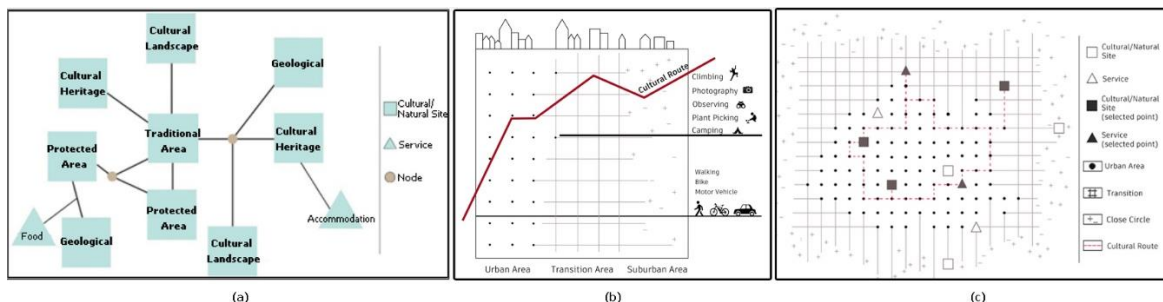 Cultural
Landscape
Geological
Cultural
Heritage
Traditional
Area
Cultural
Heritage
Protected
Area
Protected
Area
Food
Geological
Cultural
Landscape
Accommodation
Cultural/
Natural Site
Service
Node
(a)
Cultural Route
Climbing
Photography
Observing
Plant Picking
Camping
Walking
Bike
Motor Vehicle
Urban Area
Transition Area
Suburban Area
(b)
Cultural/Natural
Site
Service
Cultural/Natural
Site
(selected point)
Service
(selected point)
Urban Area
Transition
Close Circle
Cultural Route
(c)